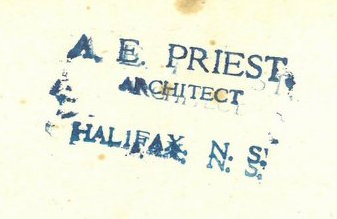 A. E. PRIEST,
ARCHITECT
HALIFAX, N. S.